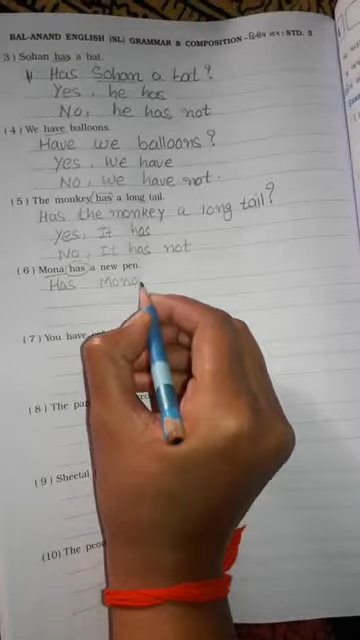 BAL-ANAND ENGLISH (SL) GRAMMAR & COMPOSITION - द्वितीय सत्र : STD. 5
3 ) Sohan has a bat.
Has Sohan a bat?
Yes, he has
No, he has not
( 4 ) We have balloons.
Have we balloons?
Yes, we have
No, we have not.
( 5 ) The monkey has a long tail.
Has the monkey a long tail?
Yes, It has
No, It has not
( 6 ) Mona has a new pen.
Has Mona
( 7 ) You have
( 8 ) The
( 9 ) Sheetal
(10) The